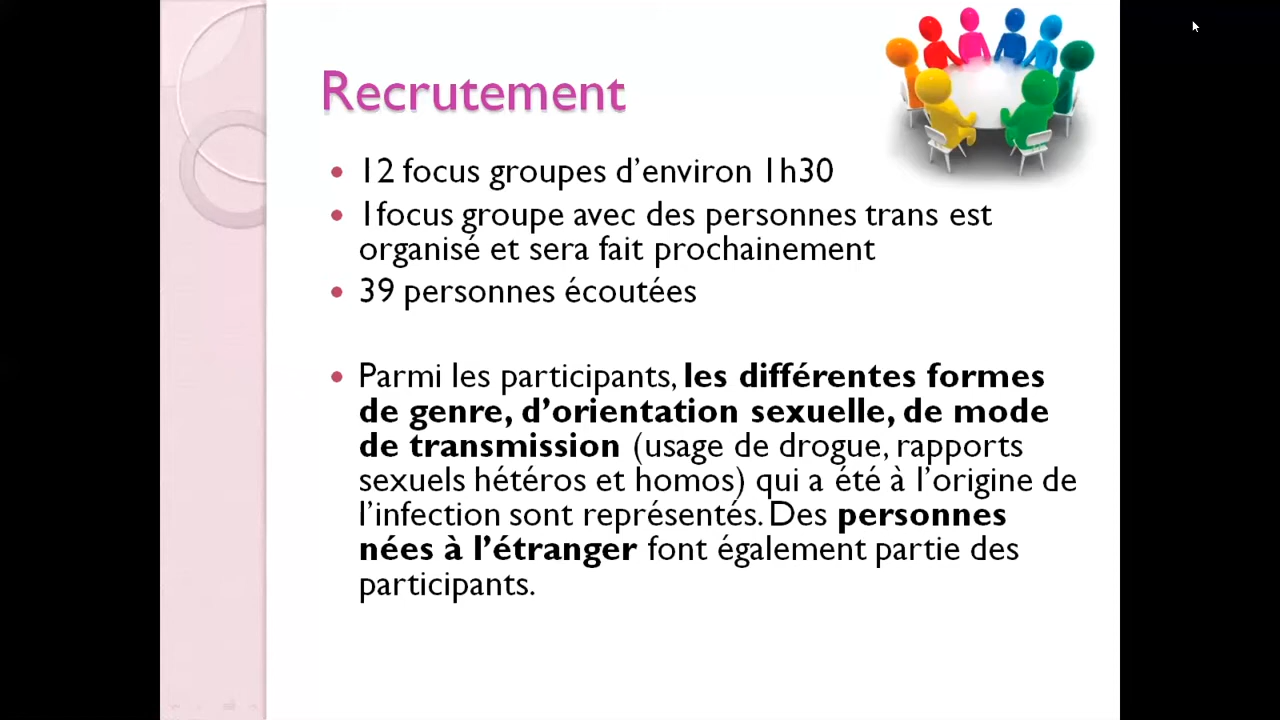 Recrutement
• 12 focus groupes d’environ 1h30
• 1focus groupe avec des personnes trans est
organisé et sera fait prochainement
• 39 personnes écoutées
• Parmi les participants, les différentes formes
de genre, d’orientation sexuelle, de mode
de transmission (usage de drogue, rapports
sexuels hétéros et homos) qui a été à l’origine de
l’infection sont représentés. Des personnes
nées à l’étranger font également partie des
participants.